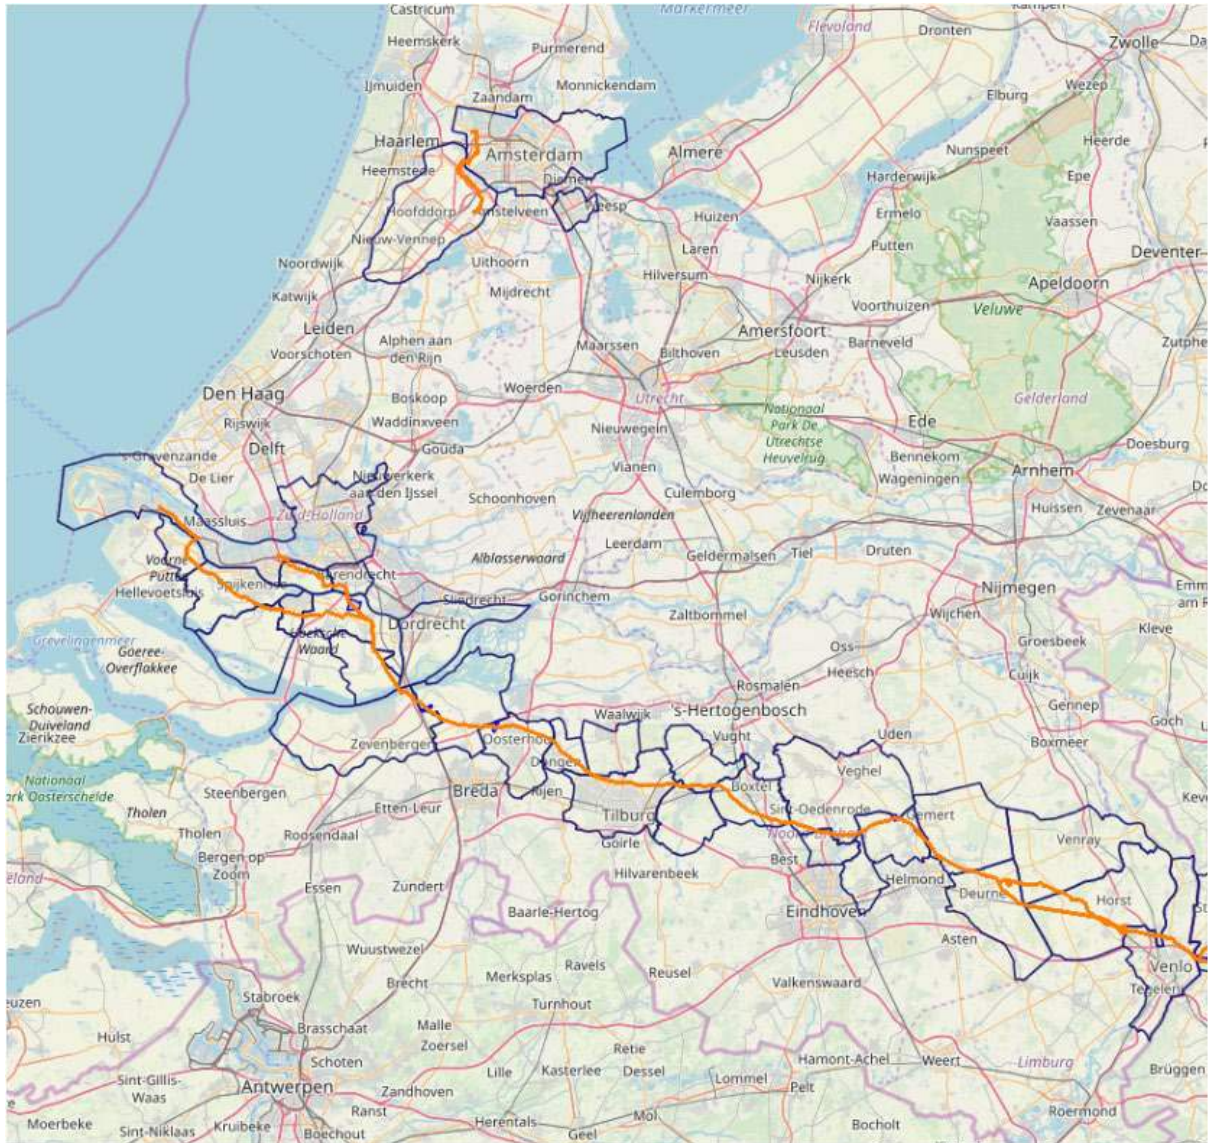 Castricum
Markermeer
Kampen
Heemskerk
Purmerend
Flevoland
Dronten
Zwolle
IJmuiden
Zaandam
Monnickendam
Elburg
Wezep
Haarlem
Amsterdam
Almere
Nunspeet
Heerde
Heemstede
Diemen
Harderwijk
Epe
Hoofddorp
Amstelveen
Weesp
Huizen
Ermelo
Vaassen
Nieuw-Vennep
Laren
Putten
Deventer
Noordwijk
Uithoorn
Hilversum
Nijkerk
Apeldoorn
Katwijk
Mijdrecht
Voorthuizen
Veluwe
Leiden
Alphen aan
den Rijn
Maarssen
Bilthoven
Amersfoort
Leusden
Barneveld
Zutphe
Voorschoten
Den Haag
Boskoop
Woerden
Utrecht
Gelderland
Rijswijk
Waddinxveen
Nieuwegein
Nationaal
Park De
Utrechtse
Heuvelrug
Ede
Delft
Gouda
Vianen
Bennekom
Doesburg
's-Gravenzande
De Lier
Nieuwerkerk
aan den IJssel
Schoonhoven
Culemborg
Wageningen
Arnhem
Maassluis
Zuid-Holland
Vijfheerenlanden
Huissen
Zevenaar
Voorne
Putten
Spijkenisse
Barendrecht
Alblasserwaard
Leerdam
Geldermalsen
Tiel
Druten
Hellevoetsluis
Sliedrecht
Gorinchem
Zaltbommel
Nijmegen
Wijchen
Emm
am R
Grevelingenmeer
Goeree-
Overflakkee
Hoeksche
Waard
Dordrecht
Oss
Heesch
Groesbeek
Kleve
Cuijk
Schouwen-
Duiveland
Zierikzee
Rosmalen
's-Hertogenbosch
Vught
Gennep
Goch
Zevenbergen
Oosterhout
Waalwijk
Uden
Boxmeer
Nationaal
Park Oosterschelde
Steenbergen
Dongen
Boxtel
Veghel
Tholen
Etten-Leur
Breda
Rijen
Tilburg
Sint-Oedenrode
Gemert
Tholen
Roosendaal
Goirle
Best
Venray
Bergen op
Zoom
Essen
Zundert
Hilvarenbeek
Helmond
Deurne
Horst
Baarle-Hertog
Eindhoven
Asten
Wuustwezel
Venlo
Tegelen
Brecht
Merksplas
Ravels
Reusel
Valkenswaard
Stabroek
Turnhout
Hulst
Brasschaat
Malle
Zoersel
Schoten
Retie
Hamont-Achel
Weert
Limburg
Sint-Gillis-
Waas
Antwerpen
Zandhoven
Lille
Kasterlee
Dessel
Lommel
Pelt
Brüggen
Moerbeke
Sint-Niklaas
Kruibeke
Ranst
Boechout
Herentals
Geel
Mol
Bocholt
Roermond